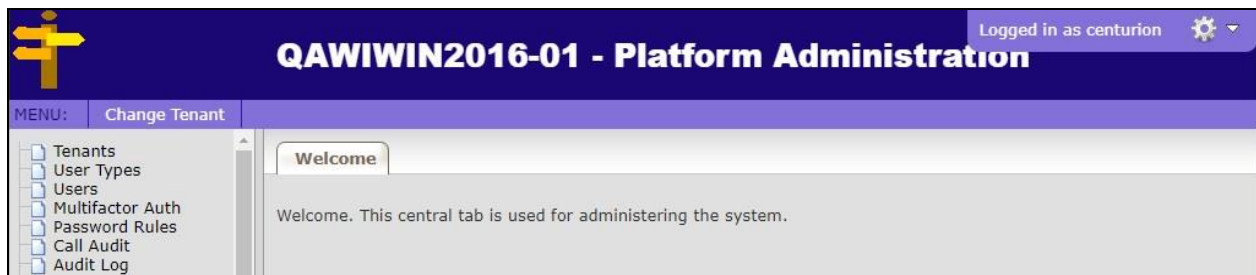 Logged in as centurion
QAWIWIN2016-01 - Platform Administration
MENU: Change Tenant
Tenants
User Types
Users
Multifactor Auth
Password Rules
Call Audit
Audit Log
Welcome
Welcome. This central tab is used for administering the system.